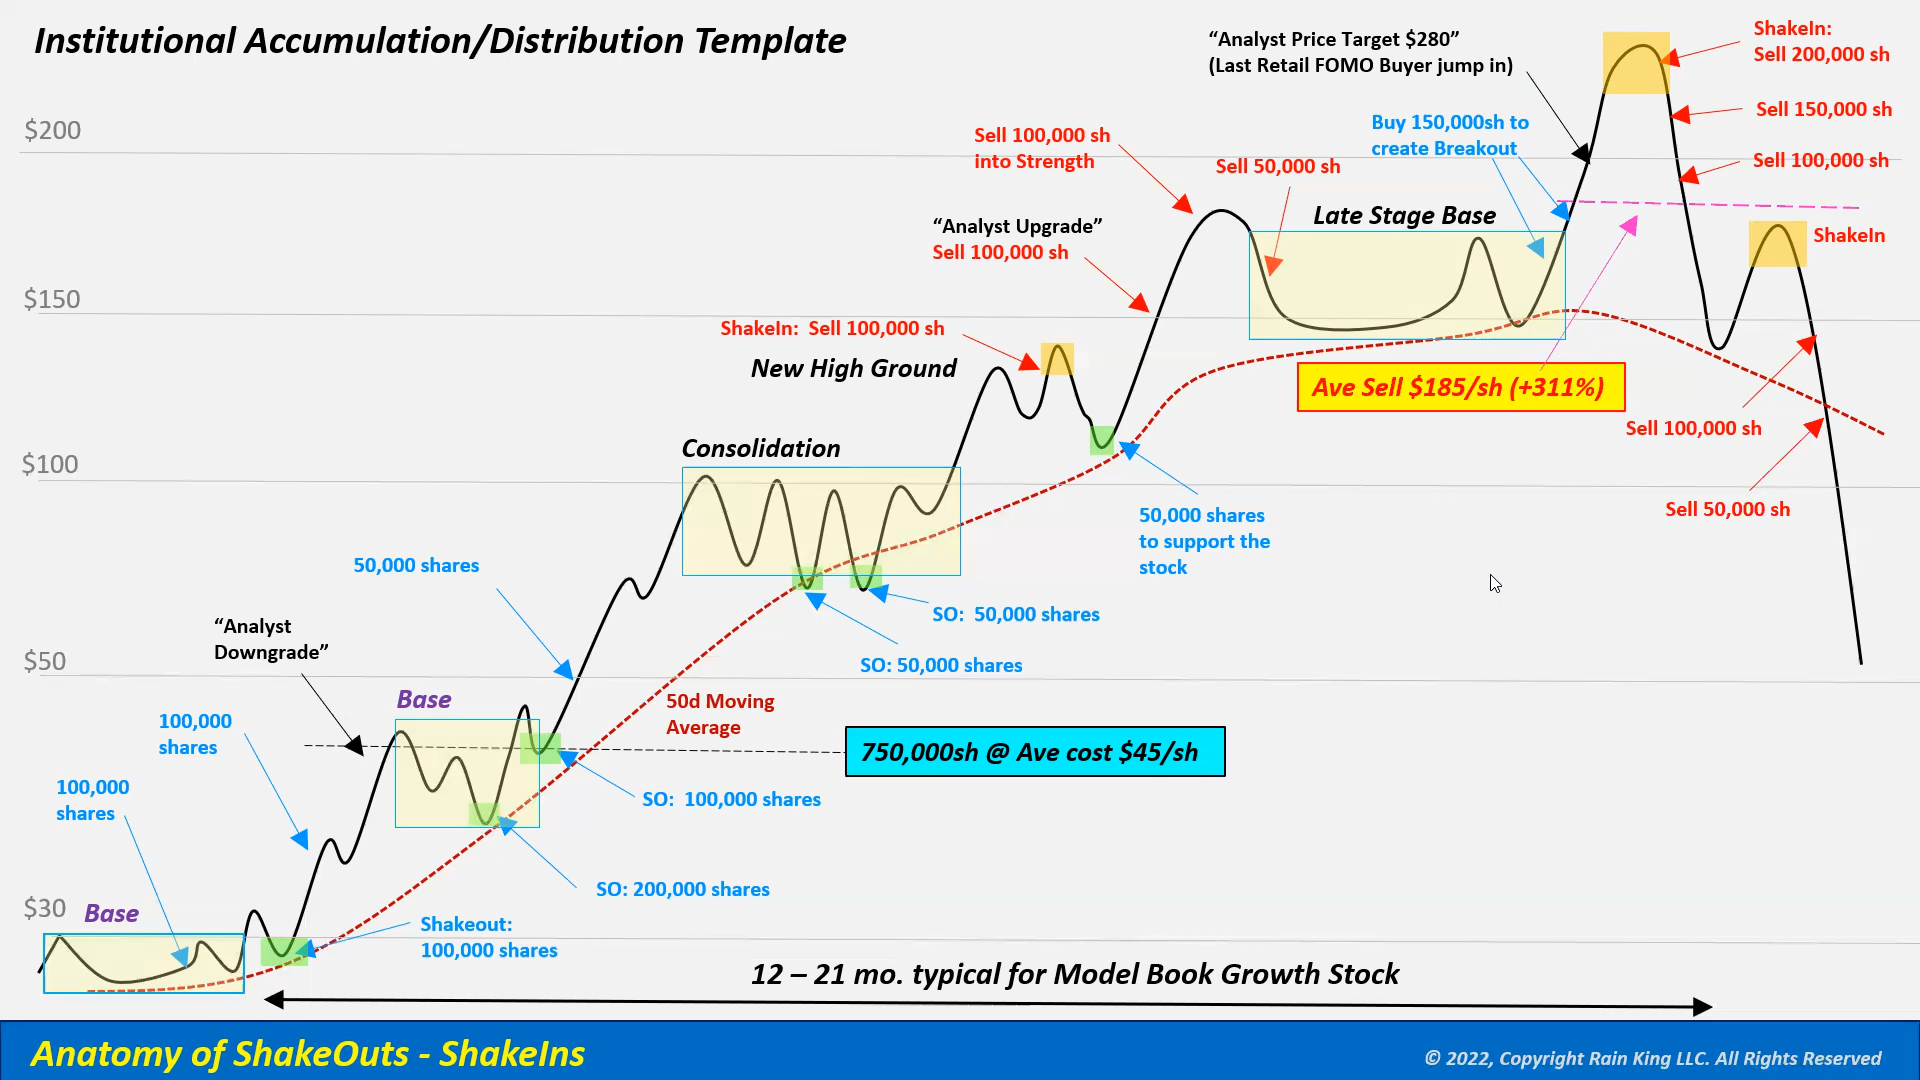 Institutional Accumulation/Distribution Template
“Analyst Price Target $280”
(Last Retail FOMO Buyer jump in)
ShakeIn:
Sell 200,000 sh
Sell 150,000 sh
Sell 100,000 sh
$200
Sell 100,000 sh
into Strength
Sell 50,000 sh
Buy 150,000sh to
create Breakout
“Analyst Upgrade”
Sell 100,000 sh
Late Stage Base
ShakeIn
$150
ShakeIn:  Sell 100,000 sh
New High Ground
Ave Sell $185/sh (+311%)
Sell 100,000 sh
Sell 50,000 sh
Consolidation
$100
50,000 shares
to support the
stock
50,000 shares
SO:  50,000 shares
SO: 50,000 shares
“Analyst
Downgrade”
$50
Base
50d Moving
Average
100,000
shares
750,000sh @ Ave cost $45/sh
100,000
shares
SO:  100,000 shares
SO: 200,000 shares
$30
Base
Shakeout:
100,000 shares
12 – 21 mo. typical for Model Book Growth Stock
Anatomy of ShakeOuts - ShakeIns
© 2022, Copyright Rain King LLC. All Rights Reserved